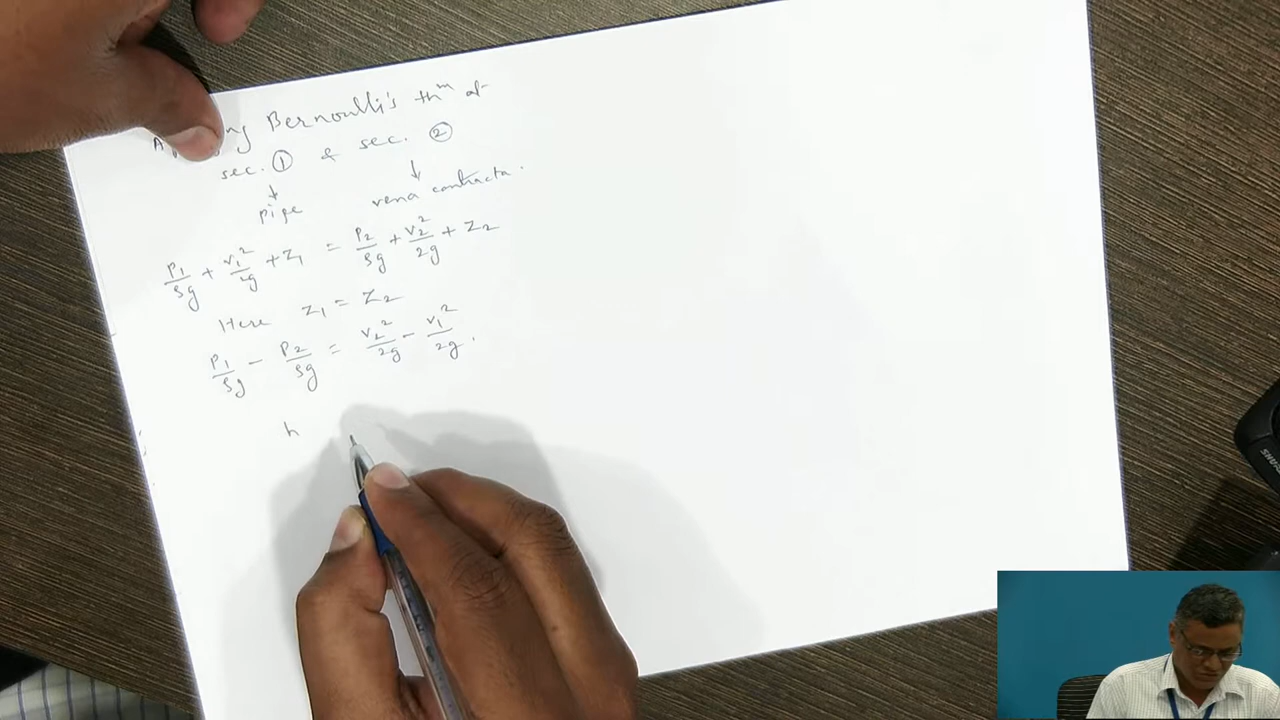 Bernoulli's thᵐ at
sec. ① & sec. ②
↓ ↓
pipe vena contracta.
P₁/ρg + v₁²/2g + Z₁ = P₂/ρg + v₂²/2g + Z₂
Here Z₁ = Z₂
P₁/ρg − P₂/ρg = v₂²/2g − v₁²/2g.
h